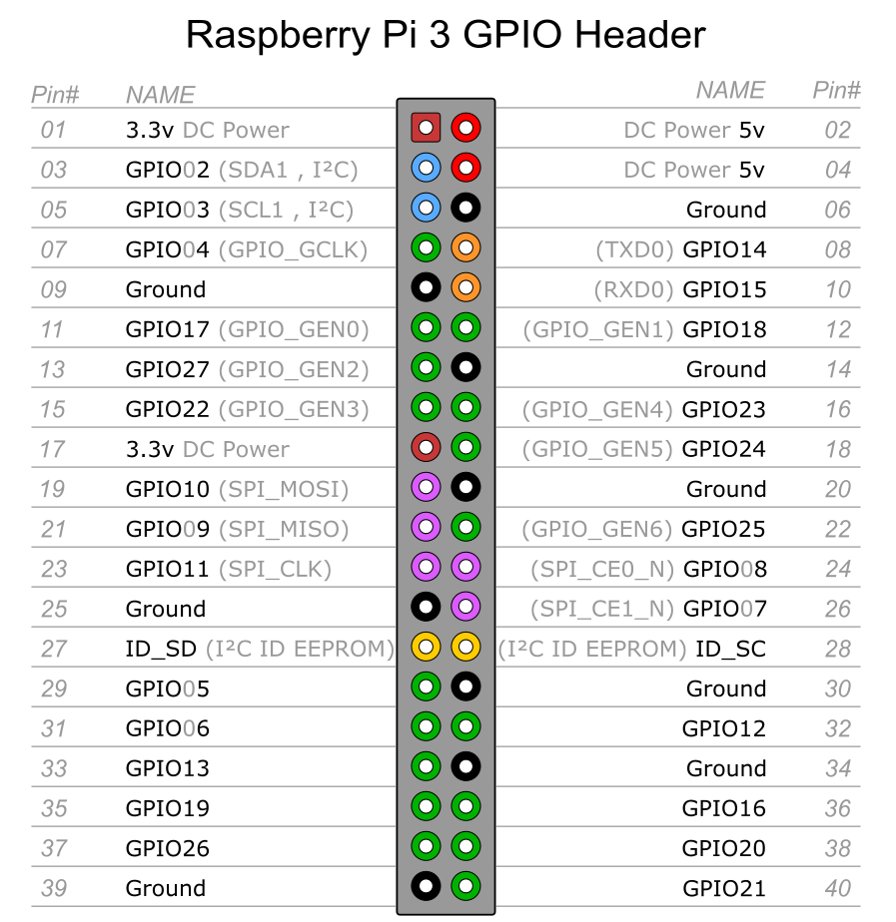 Raspberry Pi 3 GPIO Header
Pin# NAME NAME Pin#
01 3.3v DC Power DC Power 5v 02
03 GPIO02 (SDA1 , I²C) DC Power 5v 04
05 GPIO03 (SCL1 , I²C) Ground 06
07 GPIO04 (GPIO_GCLK) (TXD0) GPIO14 08
09 Ground (RXD0) GPIO15 10
11 GPIO17 (GPIO_GEN0) (GPIO_GEN1) GPIO18 12
13 GPIO27 (GPIO_GEN2) Ground 14
15 GPIO22 (GPIO_GEN3) (GPIO_GEN4) GPIO23 16
17 3.3v DC Power (GPIO_GEN5) GPIO24 18
19 GPIO10 (SPI_MOSI) Ground 20
21 GPIO09 (SPI_MISO) (GPIO_GEN6) GPIO25 22
23 GPIO11 (SPI_CLK) (SPI_CE0_N) GPIO08 24
25 Ground (SPI_CE1_N) GPIO07 26
27 ID_SD (I²C ID EEPROM) (I²C ID EEPROM) ID_SC 28
29 GPIO05 Ground 30
31 GPIO06 GPIO12 32
33 GPIO13 Ground 34
35 GPIO19 GPIO16 36
37 GPIO26 GPIO20 38
39 Ground GPIO21 40